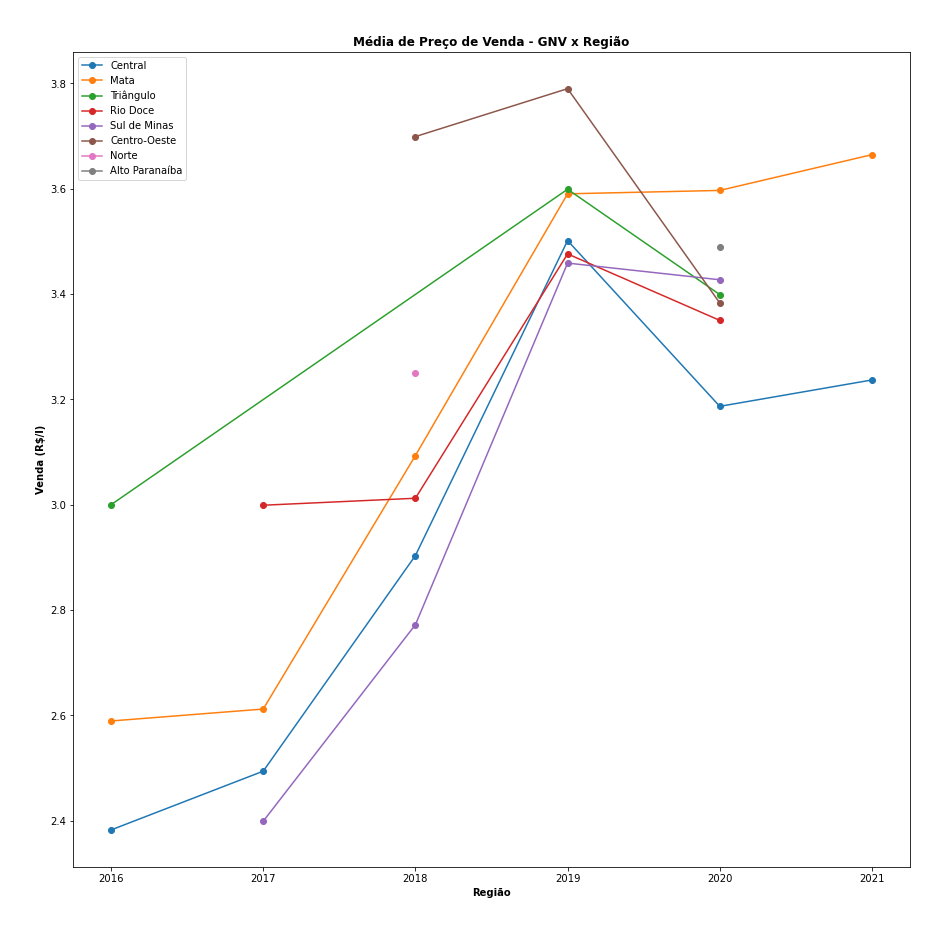 Média de Preço de Venda - GNV x Região
Central
Mata
Triângulo
Rio Doce
Sul de Minas
Centro-Oeste
Norte
Alto Paranaíba
3.8
3.6
3.4
3.2
3.0
2.8
2.6
2.4
Venda (R$/l)
2016
2017
2018
2019
2020
2021
Região